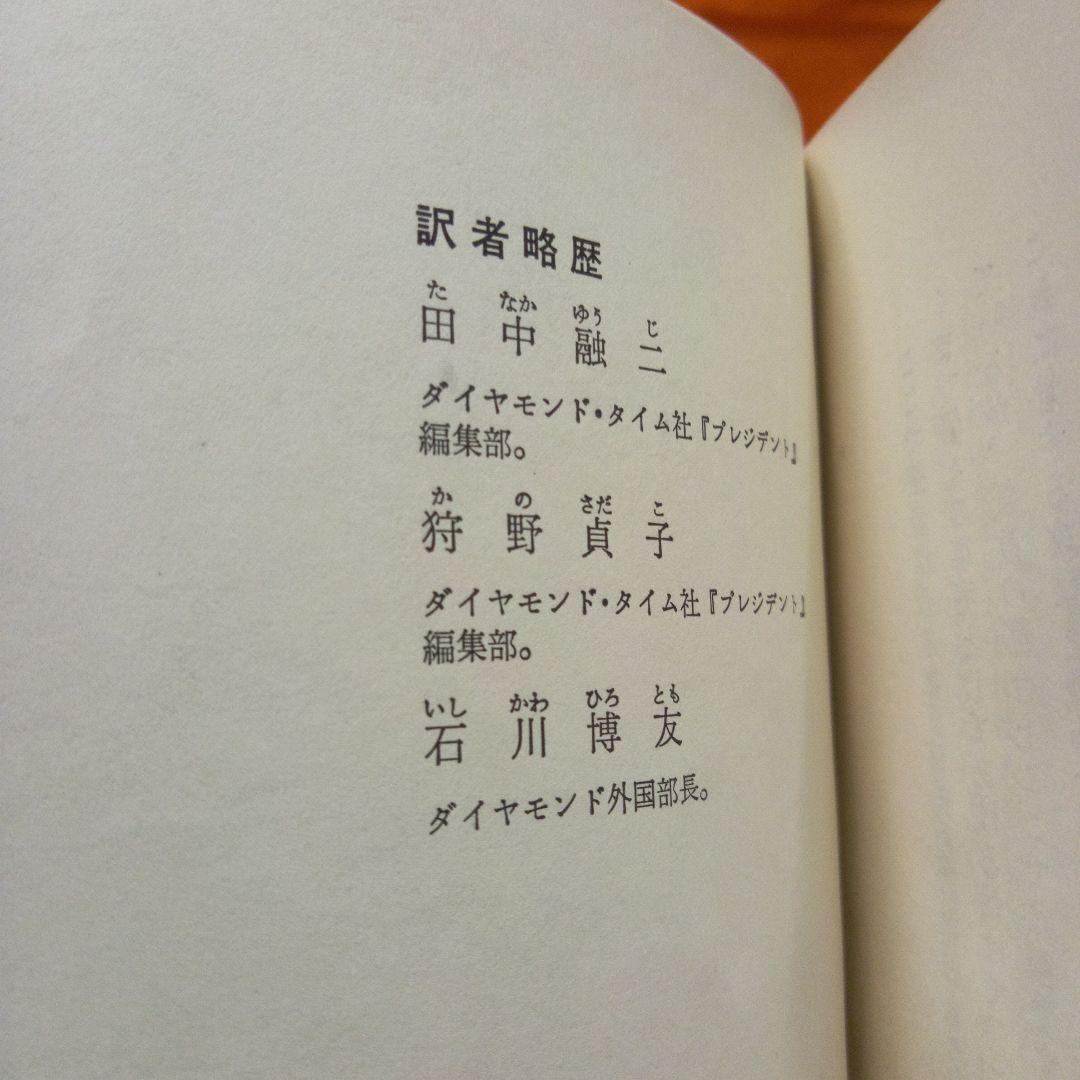 訳者略歴
た なか ゆう じ
田中融二
ダイヤモンド・タイム社『プレジデント』
編集部。
か の さだ こ
狩野貞子
ダイヤモンド・タイム社『プレジデント』
編集部。
いし かわ ひろ とも
石川博友
ダイヤモンド外国部長。